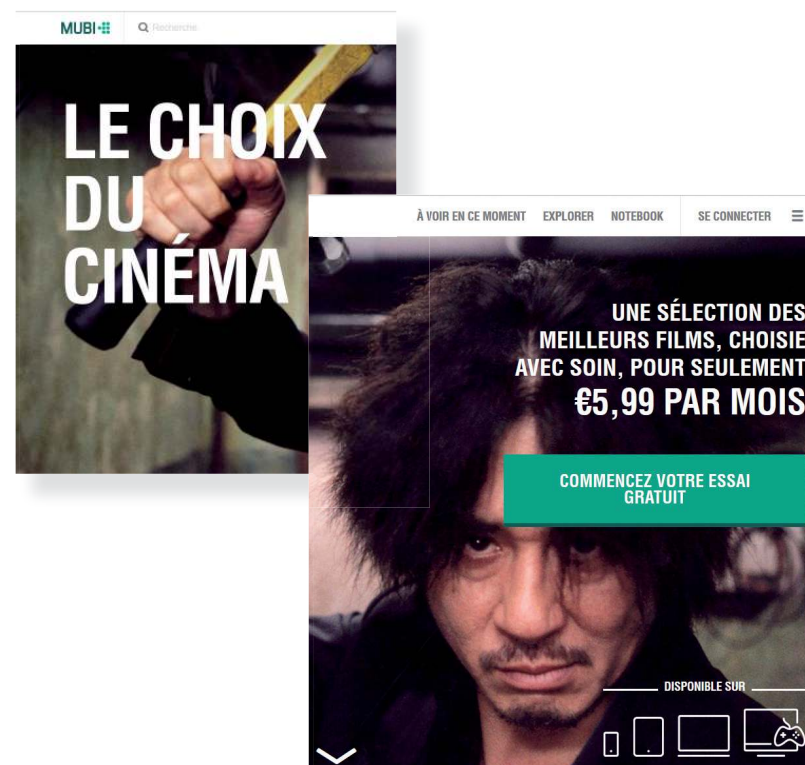 MUBI
Recherche
LE CHOIX
DU
CINÉMA
À VOIR EN CE MOMENT EXPLORER NOTEBOOK SE CONNECTER
UNE SÉLECTION DES
MEILLEURS FILMS, CHOISIE
AVEC SOIN, POUR SEULEMENT
€5,99 PAR MOIS
COMMENCEZ VOTRE ESSAI
GRATUIT
DISPONIBLE SUR